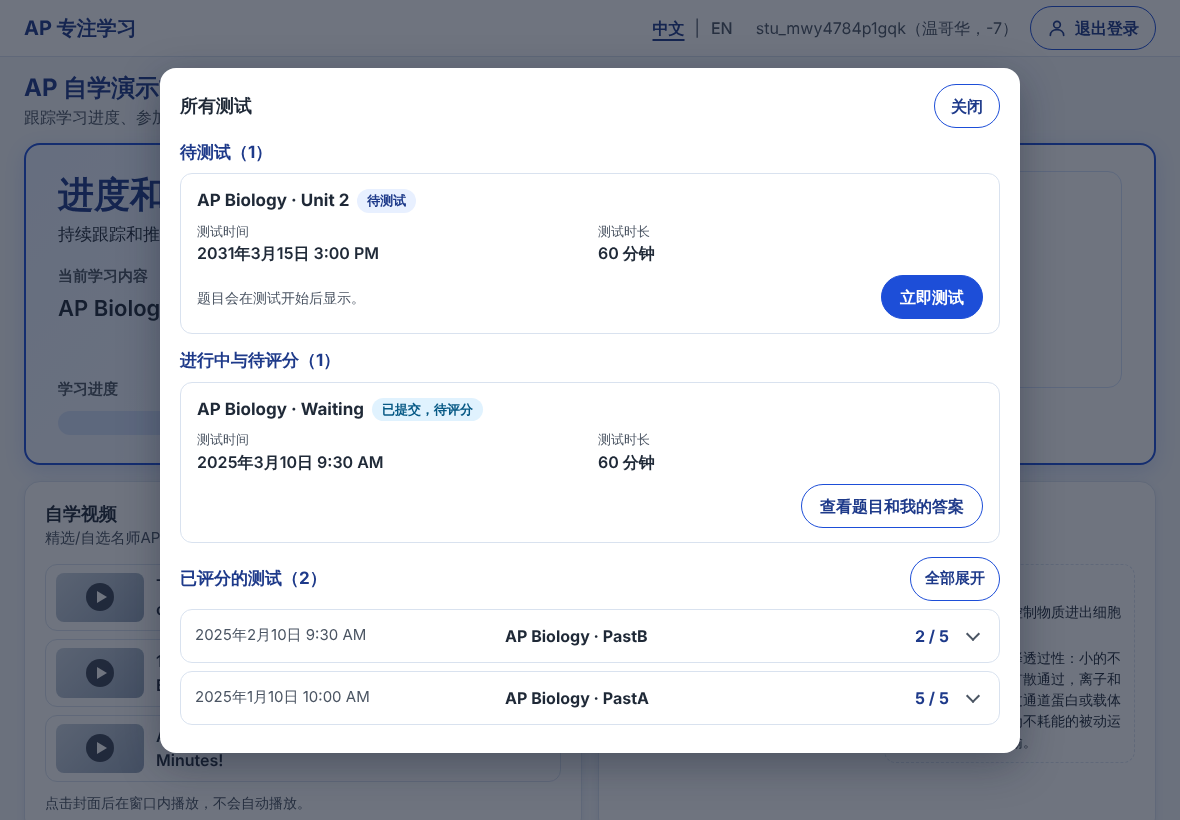 AP 专注学习
中文 | EN stu_mwy4784p1gqk（温哥华，-7） 退出登录
AP 自学演示
跟踪学习进度、参加
进度和
持续跟踪和推
当前学习内容
AP Biolog
学习进度
所有测试 关闭
待测试（1）
AP Biology · Unit 2 待测试
测试时间 测试时长
2031年3月15日 3:00 PM 60 分钟
题目会在测试开始后显示。 立即测试
进行中与待评分（1）
AP Biology · Waiting 已提交，待评分
测试时间 测试时长
2025年3月10日 9:30 AM 60 分钟
查看题目和我的答案
已评分的测试（2） 全部展开
2025年2月10日 9:30 AM AP Biology · PastB 2 / 5
2025年1月10日 10:00 AM AP Biology · PastA 5 / 5
自学视频
精选/自选名师AP
Minutes!
点击封面后在窗口内播放，不会自动播放。
制物质进出细胞
透过性：小的不
散通过，离子和
通道蛋白或载体
不耗能的被动运